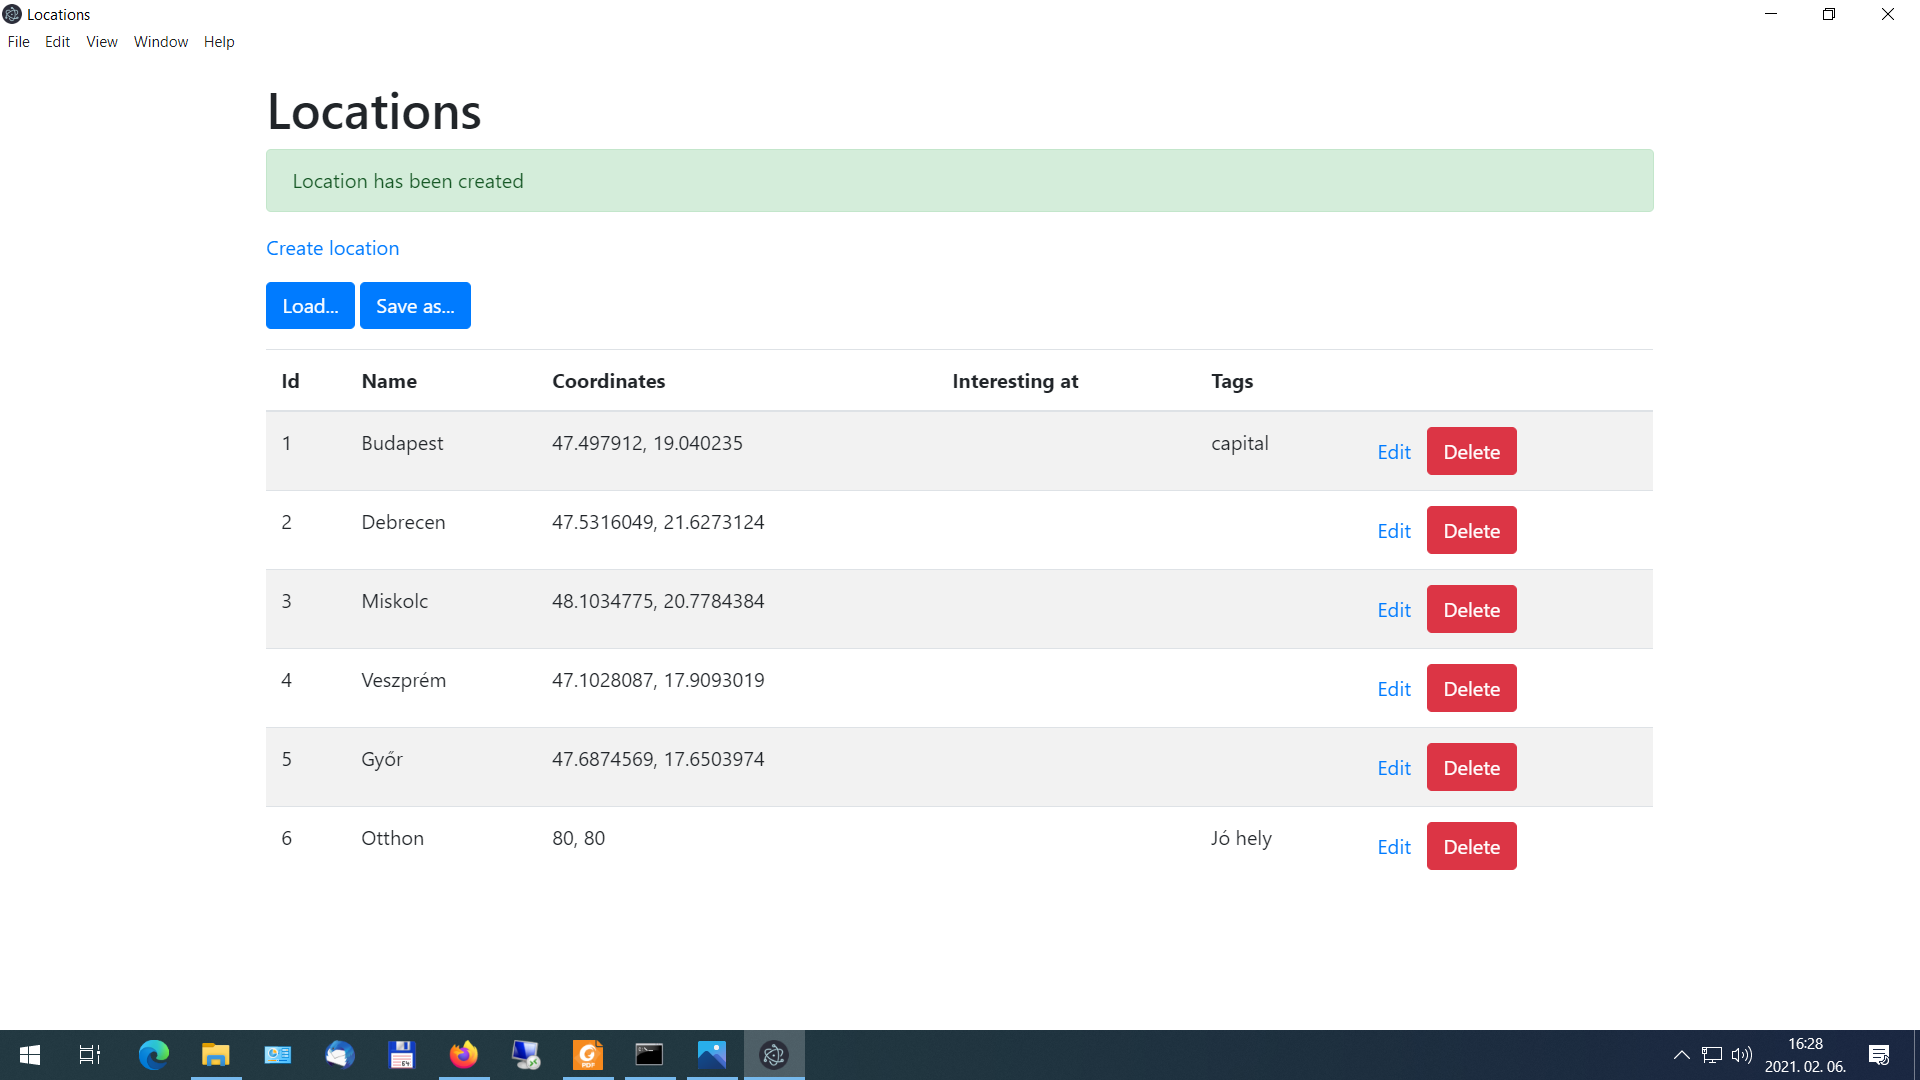 Locations
File Edit View Window Help
Locations
Location has been created
Create location
Load... Save as...
Id Name Coordinates Interesting at Tags
1 Budapest 47.497912, 19.040235 capital Edit Delete
2 Debrecen 47.5316049, 21.6273124 Edit Delete
3 Miskolc 48.1034775, 20.7784384 Edit Delete
4 Veszprém 47.1028087, 17.9093019 Edit Delete
5 Győr 47.6874569, 17.6503974 Edit Delete
6 Otthon 80, 80 Jó hely Edit Delete
64
PDF
16:28
2021. 02. 06.